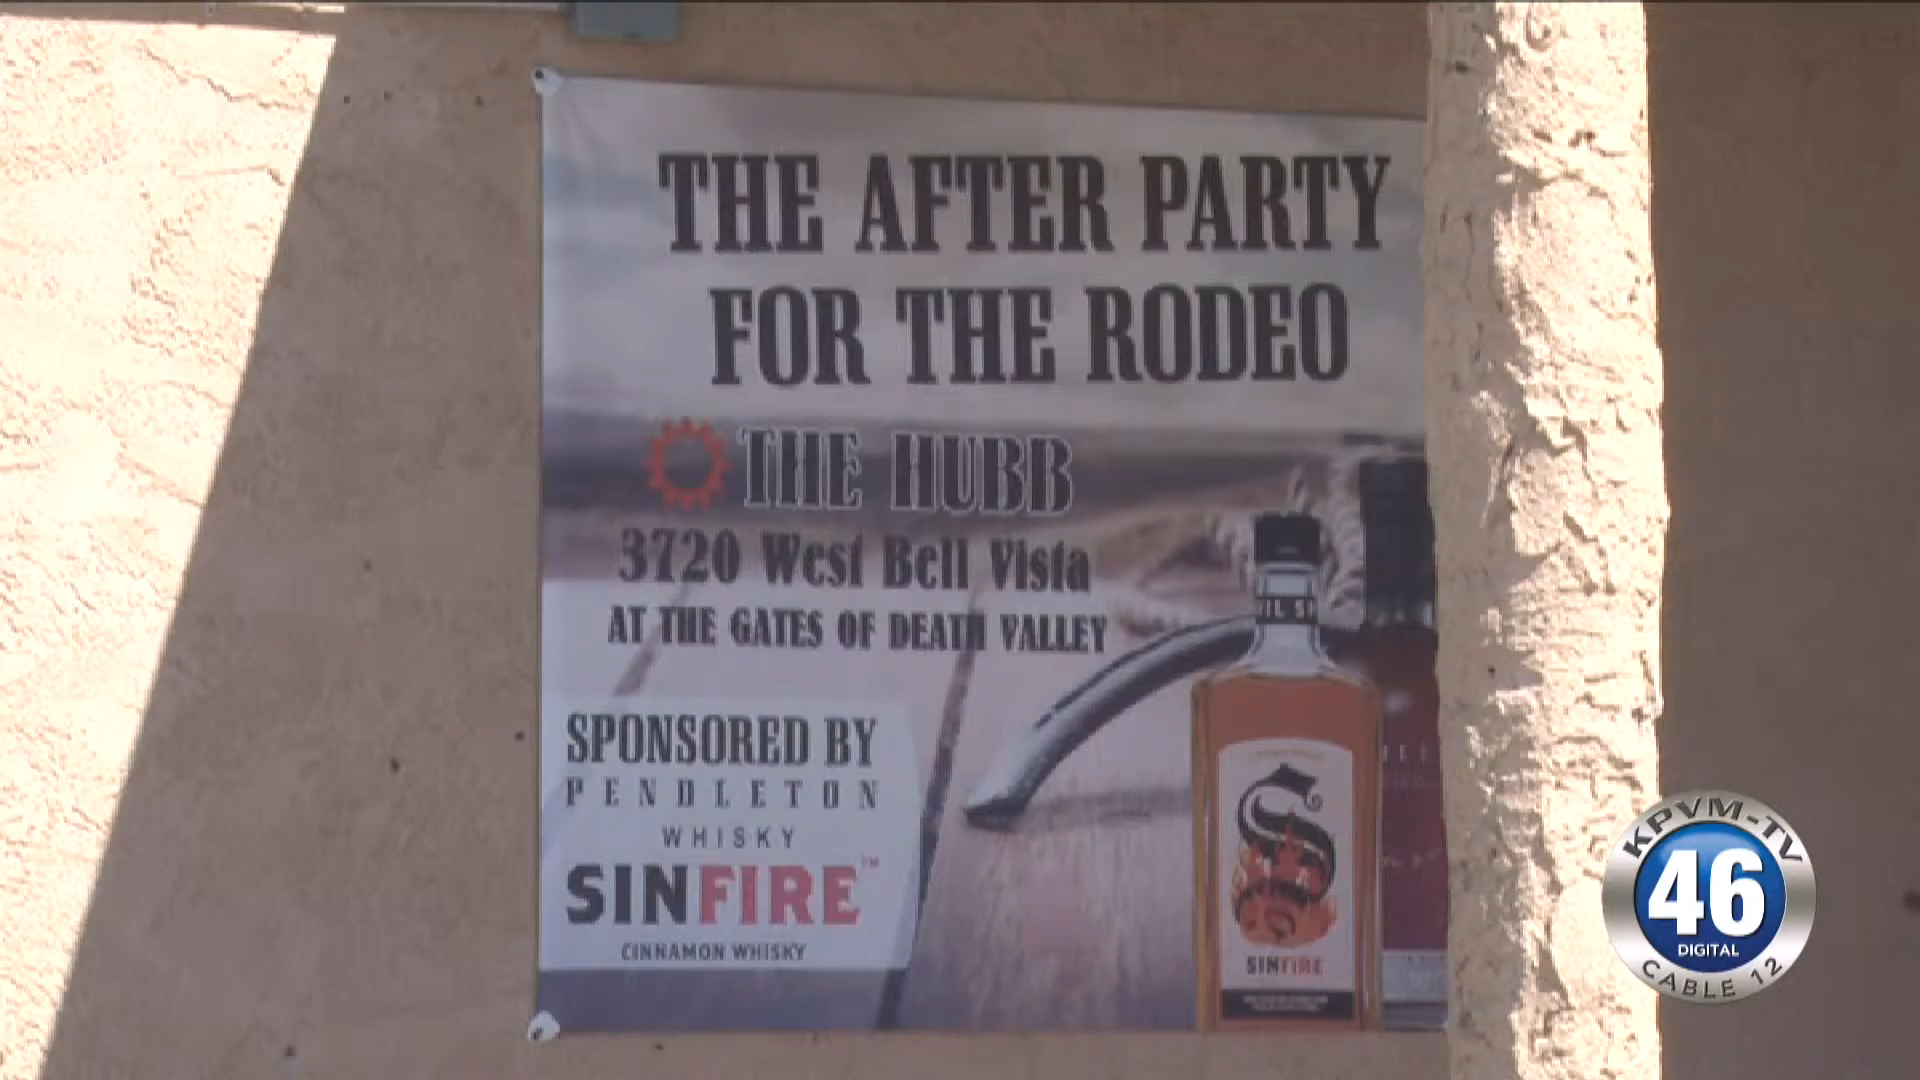 THE AFTER PARTY
FOR THE RODEO
THE HUBB
3720 West Bell Vista
AT THE GATES OF DEATH VALLEY
SPONSORED BY
PENDLETON
WHISKY
SINFIRE™
CINNAMON WHISKY
SINFIRE
KPVM-TV
46
DIGITAL
CABLE 12